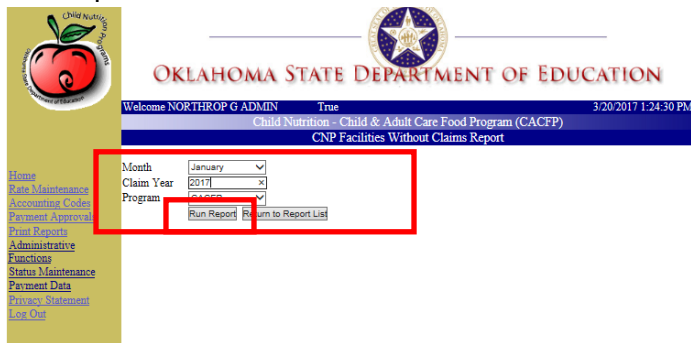 Child Nutrition Programs
Oklahoma State Department of Education
OKLAHOMA STATE DEPARTMENT OF EDUCATION
Welcome NORTHROP G ADMIN True 3/20/2017 1:24:30 PM
Child Nutrition - Child & Adult Care Food Program (CACFP)
CNP Facilities Without Claims Report
Month January
Claim Year 2017 ×
Program CACFP
Run Report Return to Report List
Home
Rate Maintenance
Accounting Codes
Payment Approvals
Print Reports
Administrative
Functions
Status Maintenance
Payment Data
Privacy Statement
Log Out